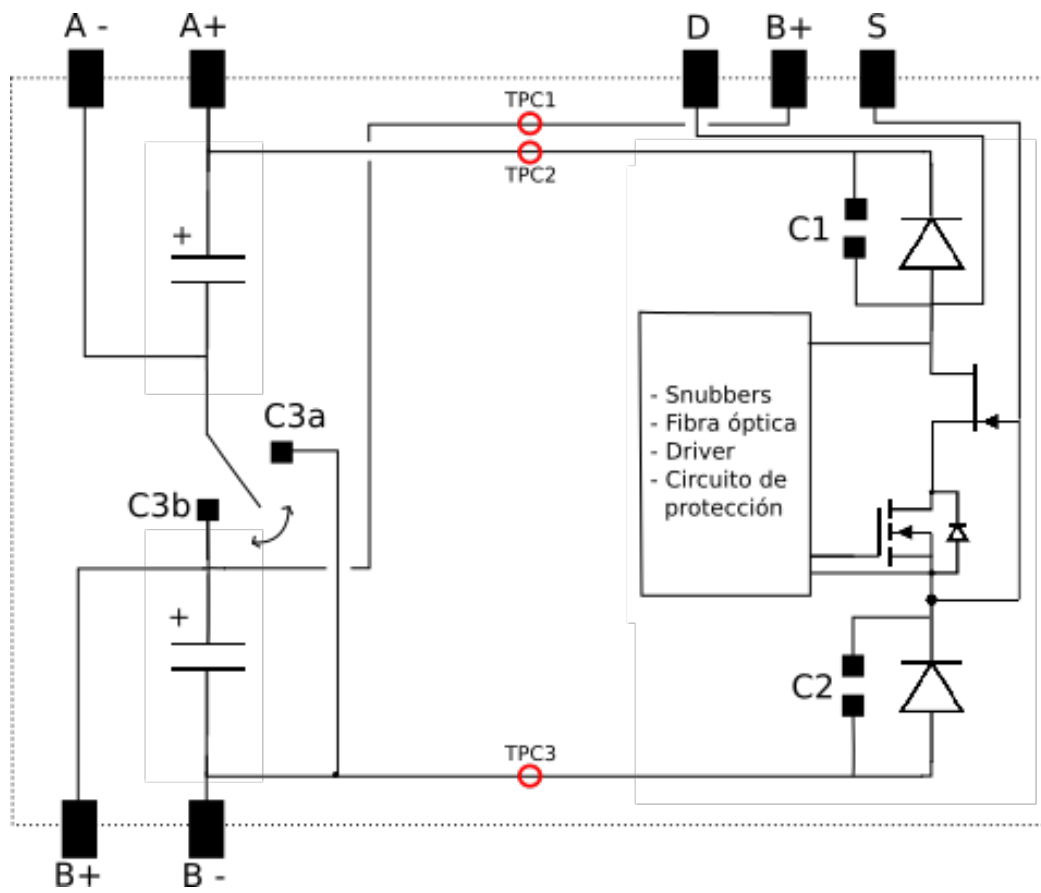 A -
A+
D
B+
S
TPC1
TPC2
+
C1
- Snubbers
- Fibra óptica
- Driver
- Circuito de
protección
C3a
C3b
+
C2
TPC3
B+
B -